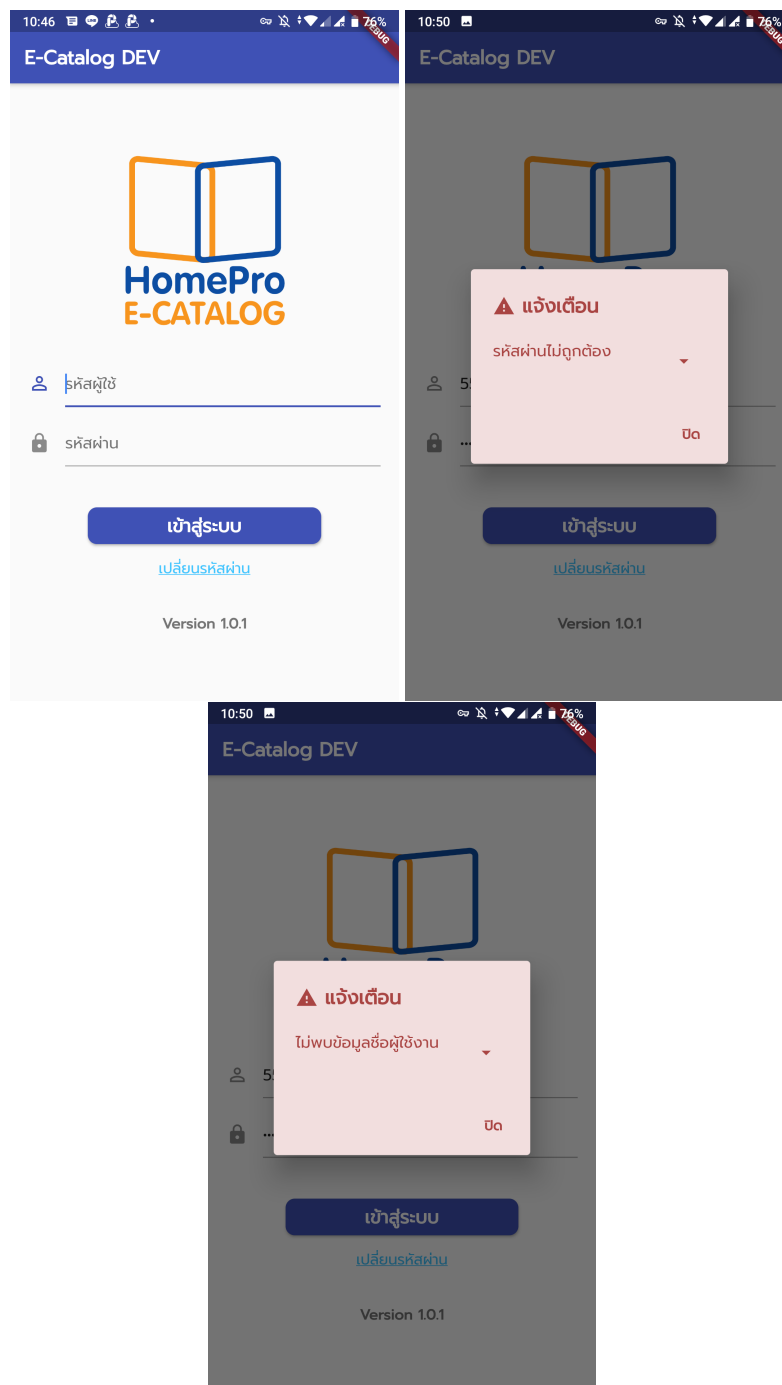 10:46
76%
DEBUG
E-Catalog DEV
HomePro
E-CATALOG
รหัสผู้ใช้
รหัสผ่าน
เข้าสู่ระบบ
เปลี่ยนรหัสผ่าน
Version 1.0.1
10:50
76%
E-Catalog DEV
แจ้งเตือน
รหัสผ่านไม่ถูกต้อง
ปิด
เข้าสู่ระบบ
เปลี่ยนรหัสผ่าน
Version 1.0.1
10:50
76%
DEBUG
E-Catalog DEV
แจ้งเตือน
ไม่พบข้อมูลชื่อผู้ใช้งาน
ปิด
เข้าสู่ระบบ
เปลี่ยนรหัสผ่าน
Version 1.0.1